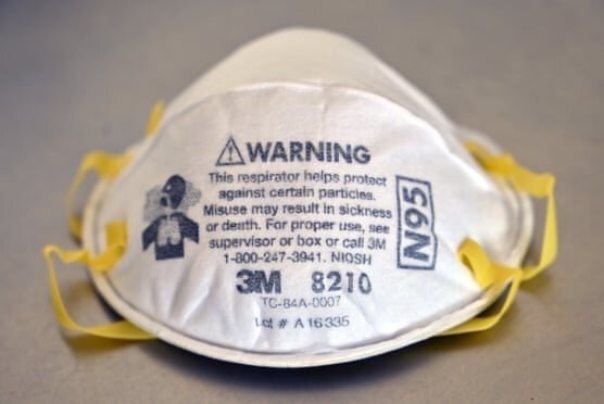 WARNING
This respirator helps protect
against certain particles.
Misuse may result in sickness
or death. For proper use, see
supervisor or box or call 3M
1-800-247-3941. NIOSH
3M 8210
TC-84A-0007
Lot # A16335
N95